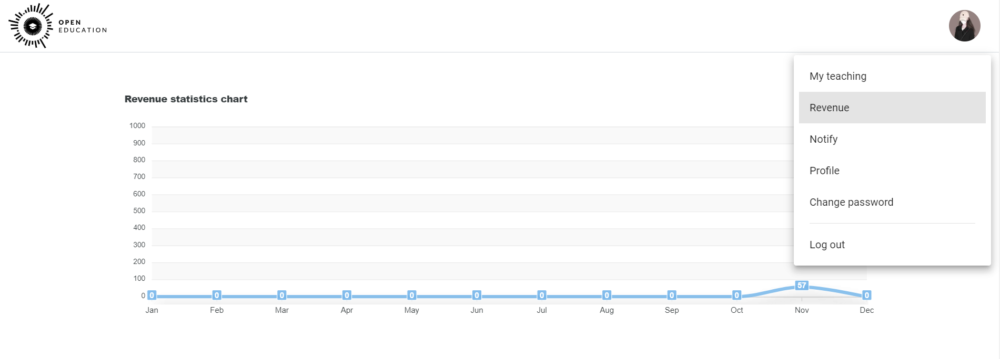 OPEN
EDUCATION
My teaching
Revenue
Notify
Profile
Change password
Log out
Revenue statistics chart
1000
900
800
700
600
500
400
300
200
100
0
0 0 0 0 0 0 0 0 0 0 57 0
Jan Feb Mar Apr May Jun Jul Aug Sep Oct Nov Dec